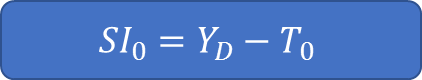 SI₀ = Y_D − T₀